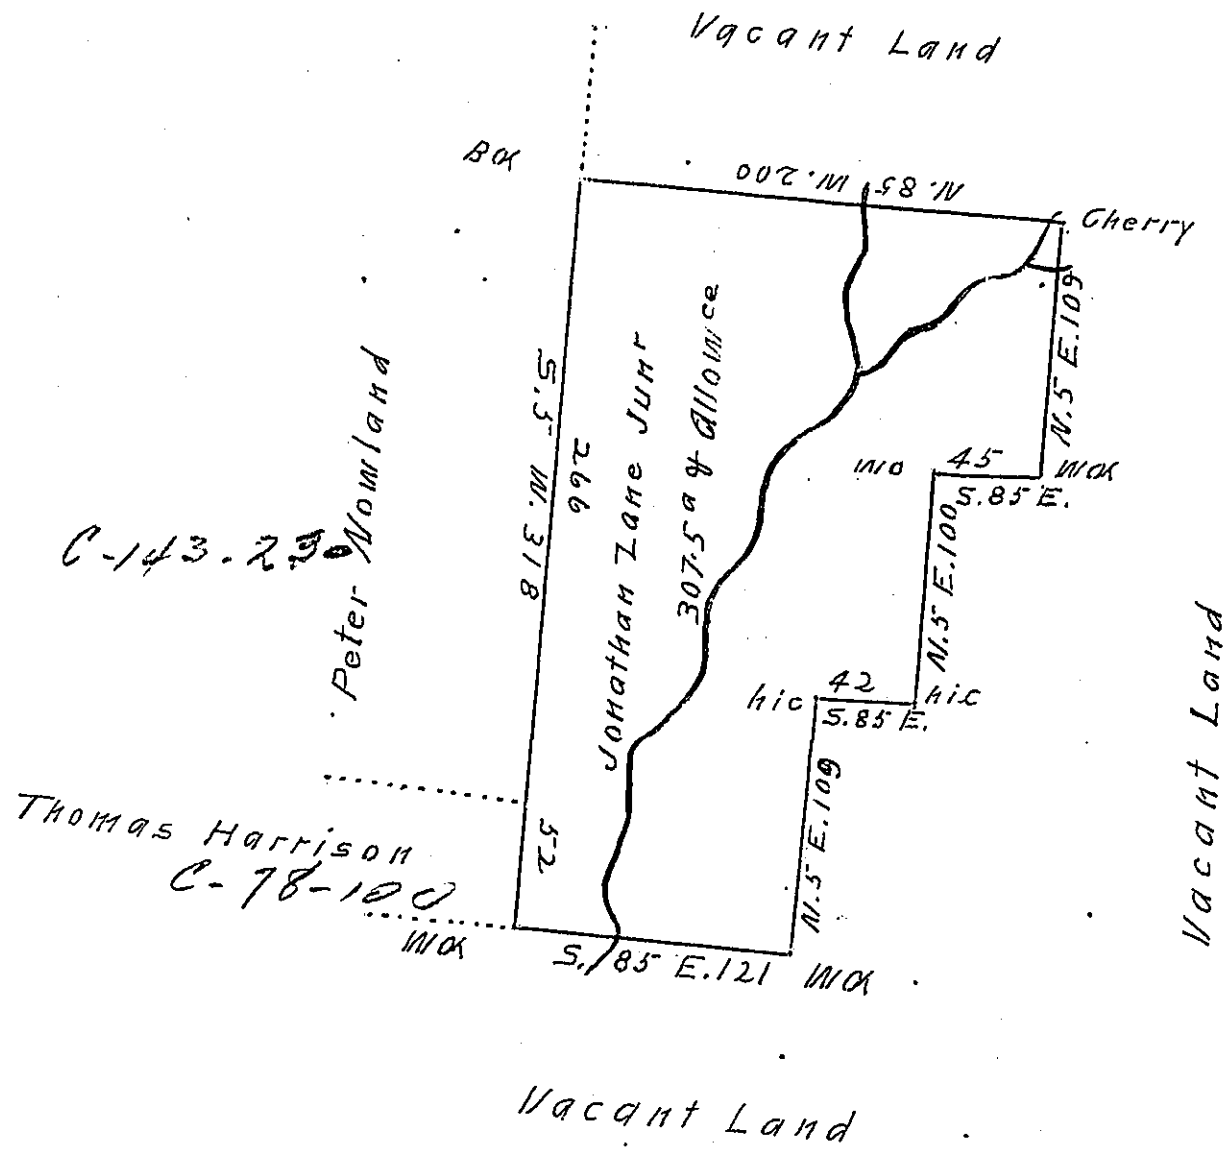 Vacant Land
BO
N. 85 W. 200
Cherry
N. 5 E. 109
WO
45
S. 85 E.
wo
N. 5 E. 100
hic
42
S. 85 E.
hic
N. 5 E. 109
WO
S. 85 E. 121
WO
S. 5 W. 318
266
52
Jonathan Lane Junr
307.5 a & allowce
Peter Nowland
C-143-230
Thomas Harrison
C-78-100
Vacant Land
Vacant Land